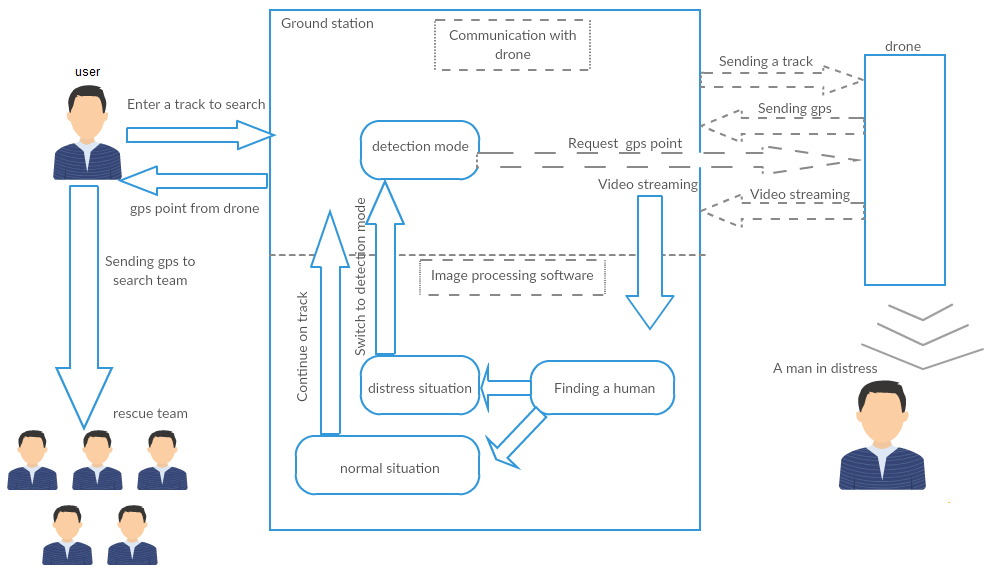 Ground station
Communication with
drone
drone
user
Sending a track
Enter a track to search
Sending gps
detection mode
Request gps point
Video streaming
Video streaming
gps point from drone
Switch to detection mode
Sending gps to
search team
Image processing software
Continue on track
A man in distress
distress situation
Finding a human
rescue team
normal situation